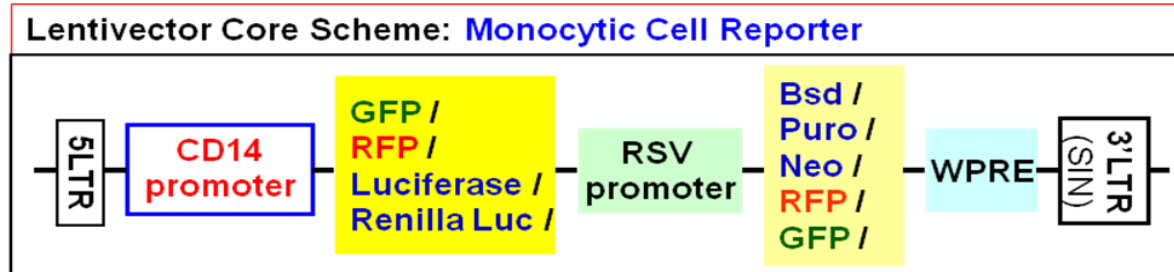 Lentivector Core Scheme: Monocytic Cell Reporter
5LTR
CD14
promoter
GFP /
RFP /
Luciferase /
Renilla Luc /
RSV
promoter
Bsd /
Puro /
Neo /
RFP /
GFP /
WPRE
3'LTR
(SIN)